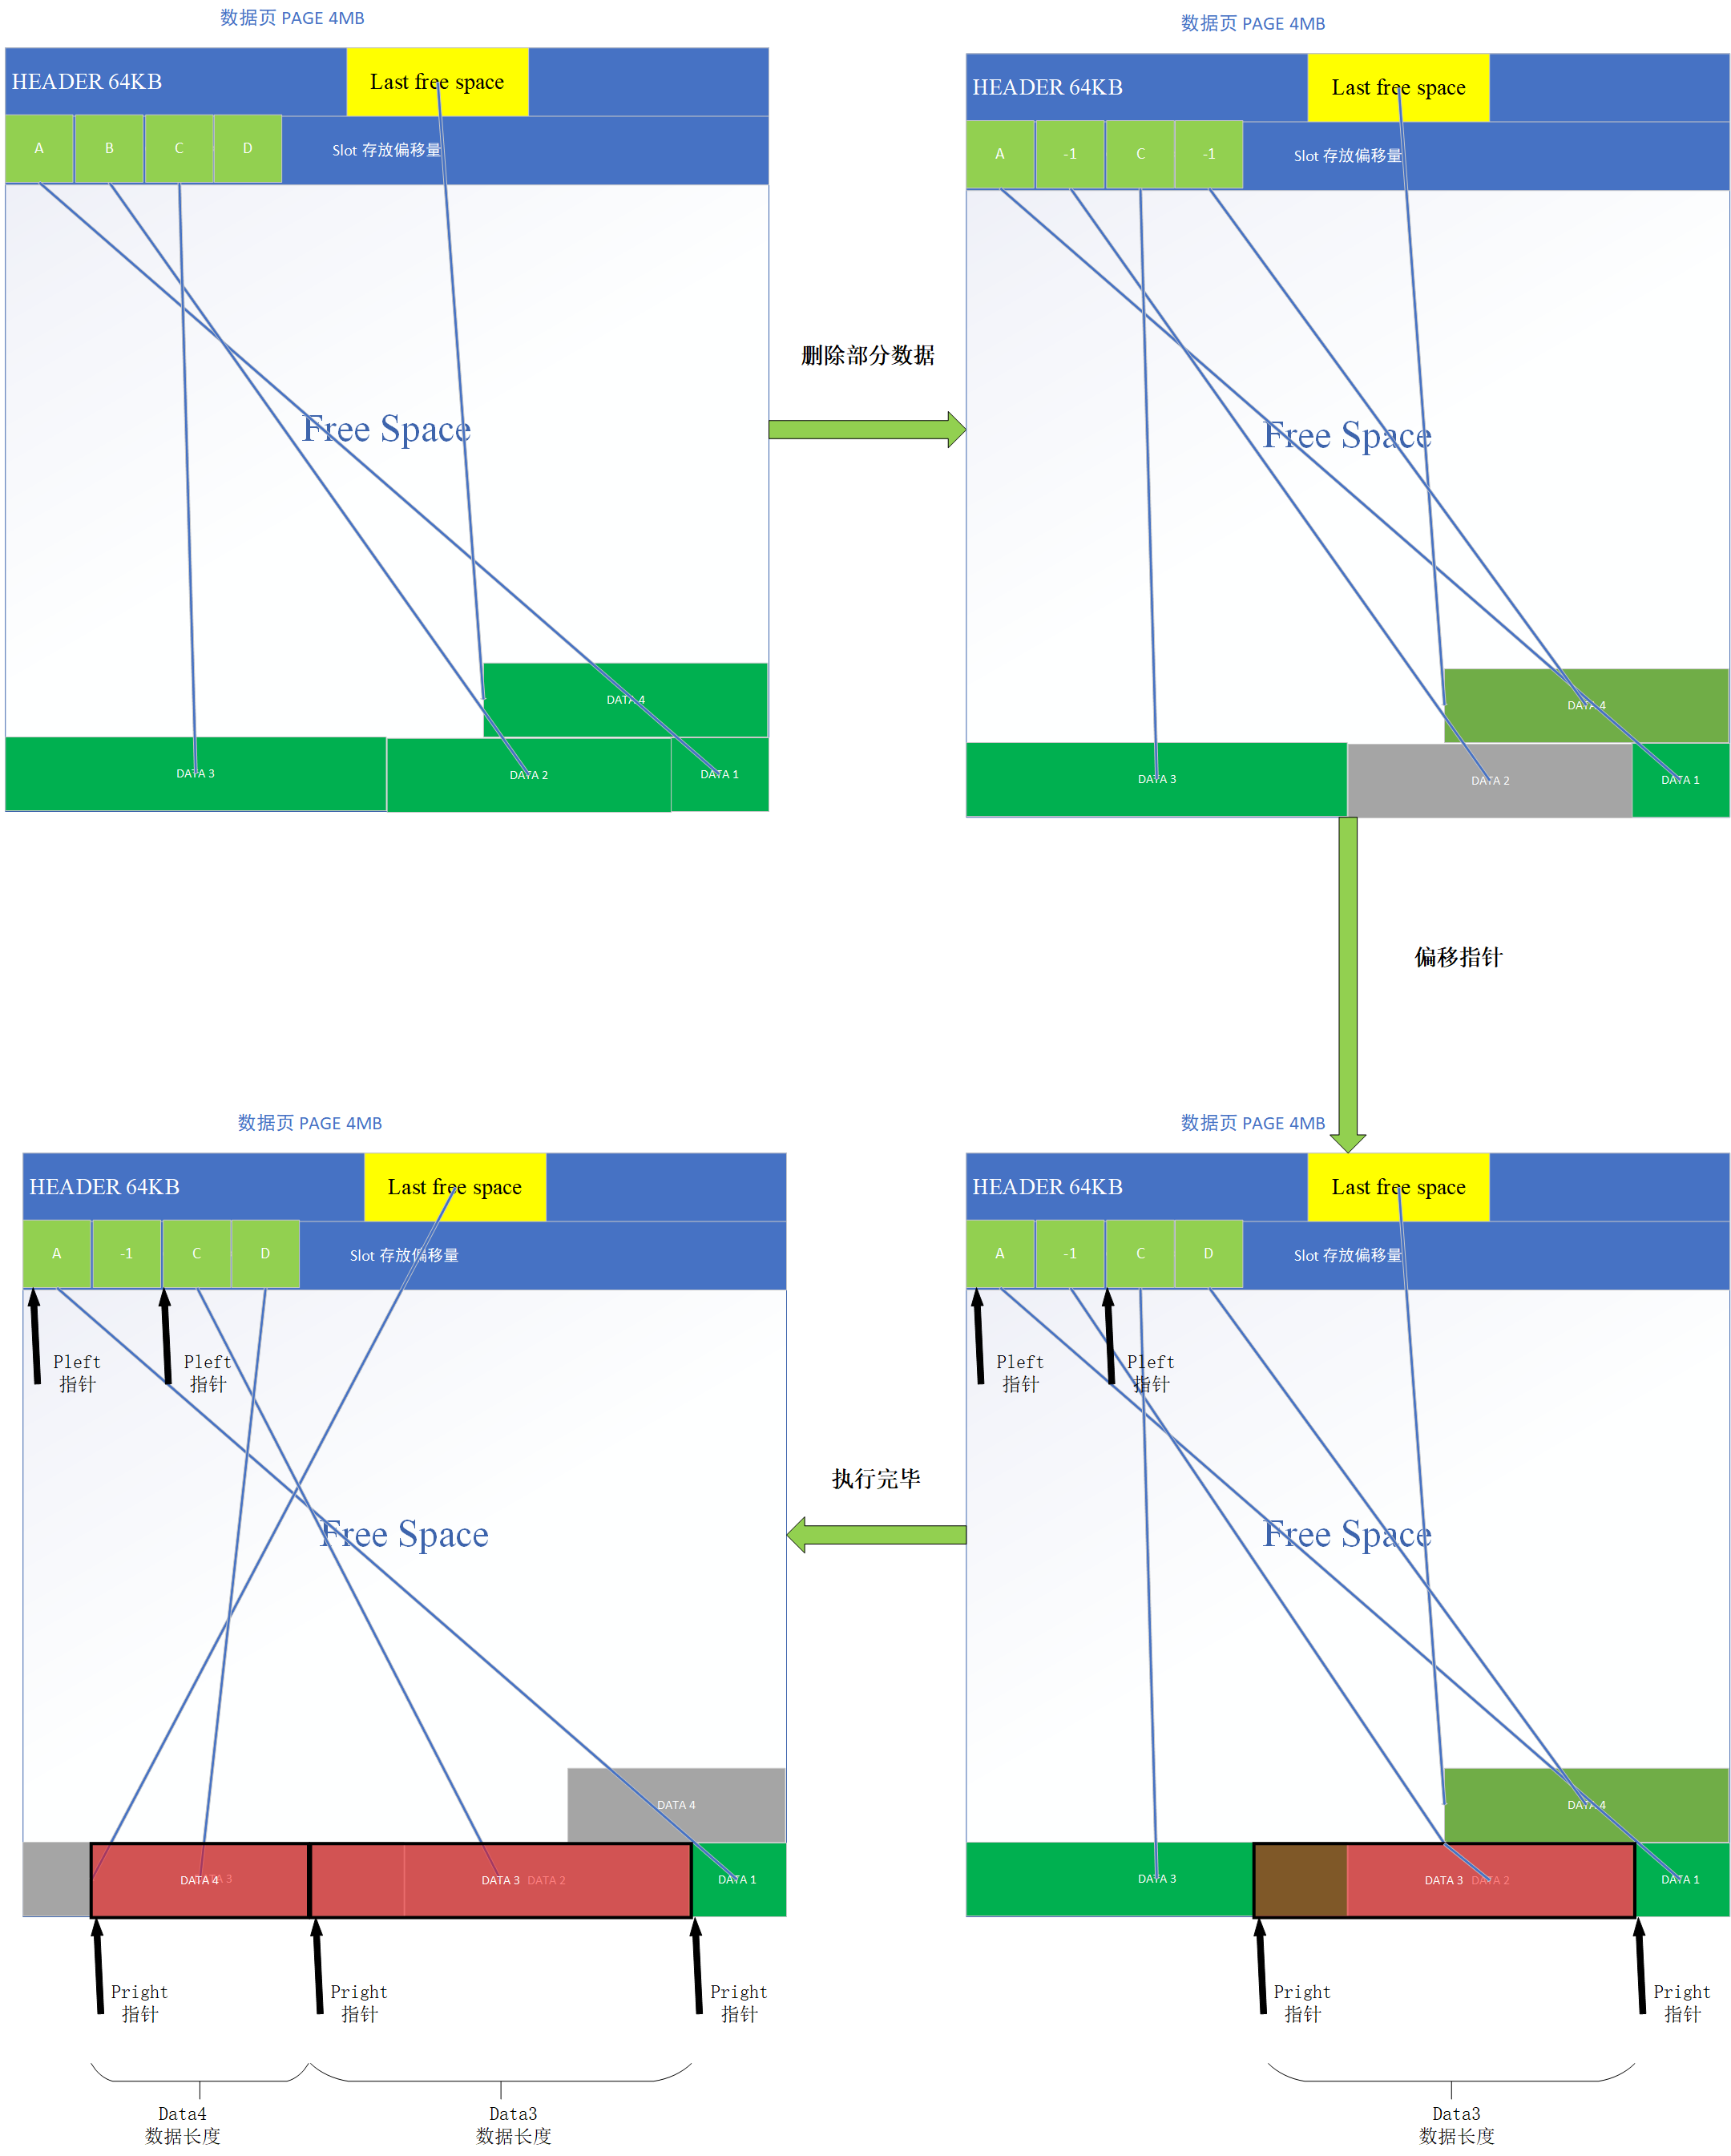 数据页 PAGE 4MB
HEADER 64KB
Last free space
A
B
C
D
Slot 存放偏移量
Free Space
DATA 4
DATA 3
DATA 2
DATA 1
删除部分数据
数据页 PAGE 4MB
HEADER 64KB
Last free space
A
-1
C
-1
Slot 存放偏移量
Free Space
DATA 4
DATA 3
DATA 2
DATA 1
偏移指针
数据页 PAGE 4MB
HEADER 64KB
Last free space
A
-1
C
D
Slot 存放偏移量
Pleft
指针
Pleft
指针
Free Space
DATA 4
DATA 3
DATA 3
DATA 2
DATA 1
Pright
指针
Pright
指针
Data3
数据长度
执行完毕
数据页 PAGE 4MB
HEADER 64KB
Last free space
A
-1
C
D
Slot 存放偏移量
Pleft
指针
Pleft
指针
Free Space
DATA 4
DATA 4
DATA 3
DATA 3
DATA 2
DATA 1
Pright
指针
Pright
指针
Pright
指针
Data4
数据长度
Data3
数据长度